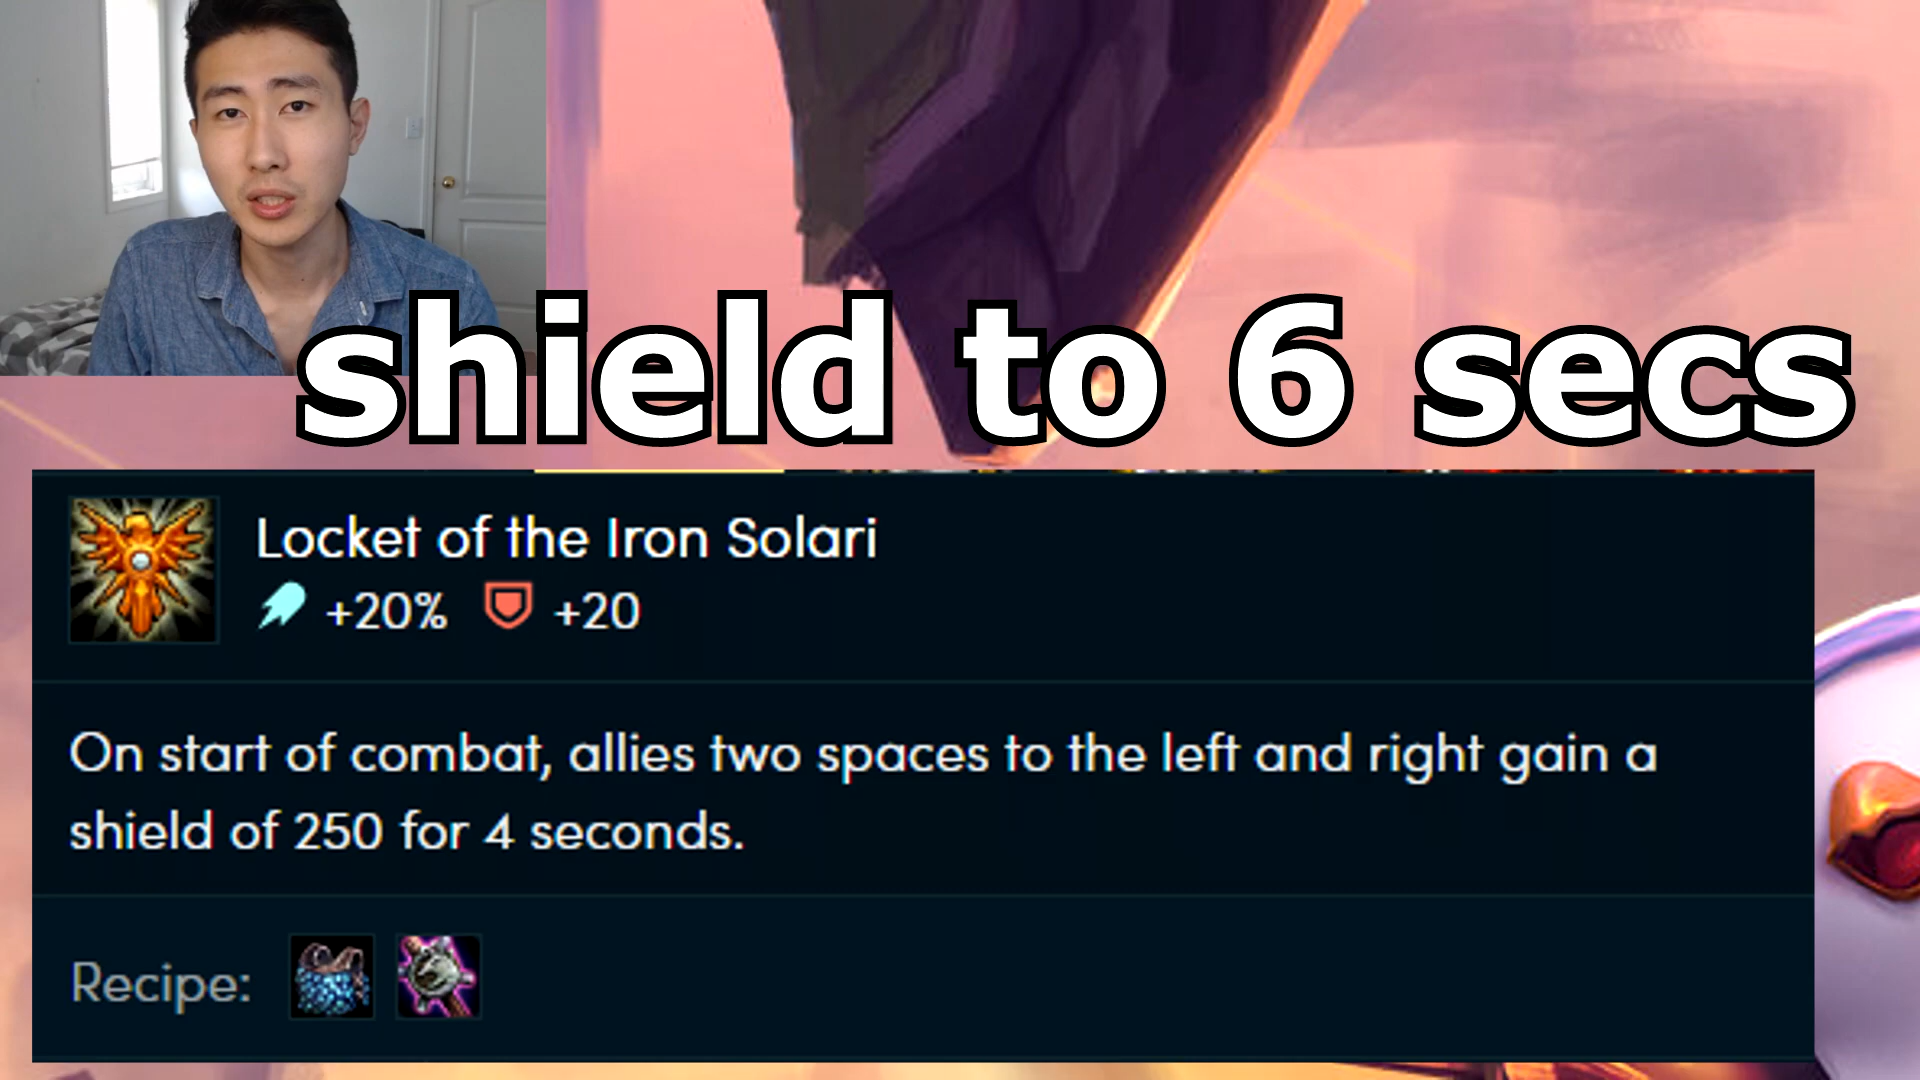 shield to 6 secs
Locket of the Iron Solari
+20% +20
On start of combat, allies two spaces to the left and right gain a
shield of 250 for 4 seconds.
Recipe: